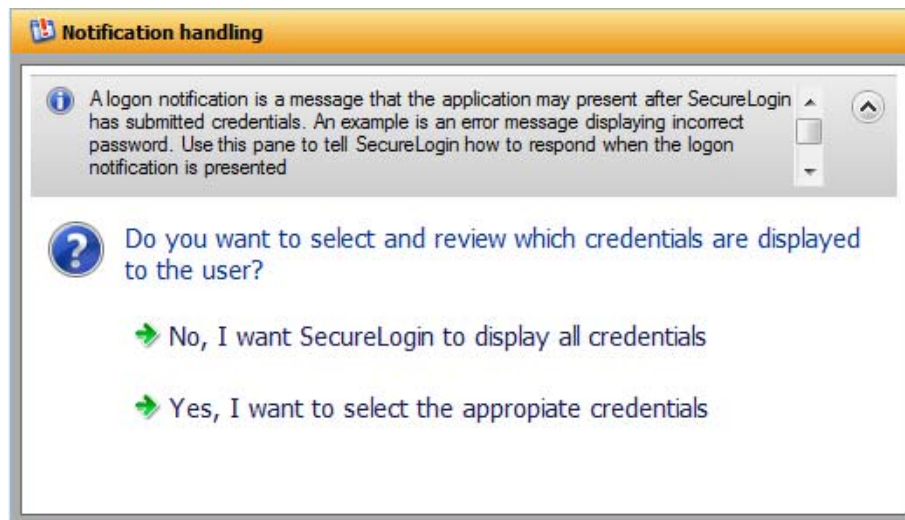 Notification handling
A logon notification is a message that the application may present after SecureLogin
has submitted credentials. An example is an error message displaying incorrect
password. Use this pane to tell SecureLogin how to respond when the logon
notification is presented
Do you want to select and review which credentials are displayed
to the user?
No, I want SecureLogin to display all credentials
Yes, I want to select the appropiate credentials